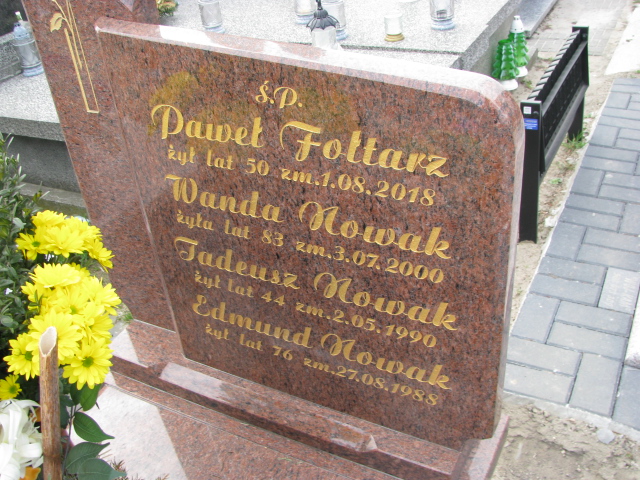 ś.P.
Paweł Fołtarz
żył lat 50 zm.1.08.2018
Wanda Nowak
żyła lat 83 zm.3.07.2000
Tadeusz Nowak
żył lat 44 zm.2.05.1990
Edmund Nowak
żył lat 76 zm.27.08.1988